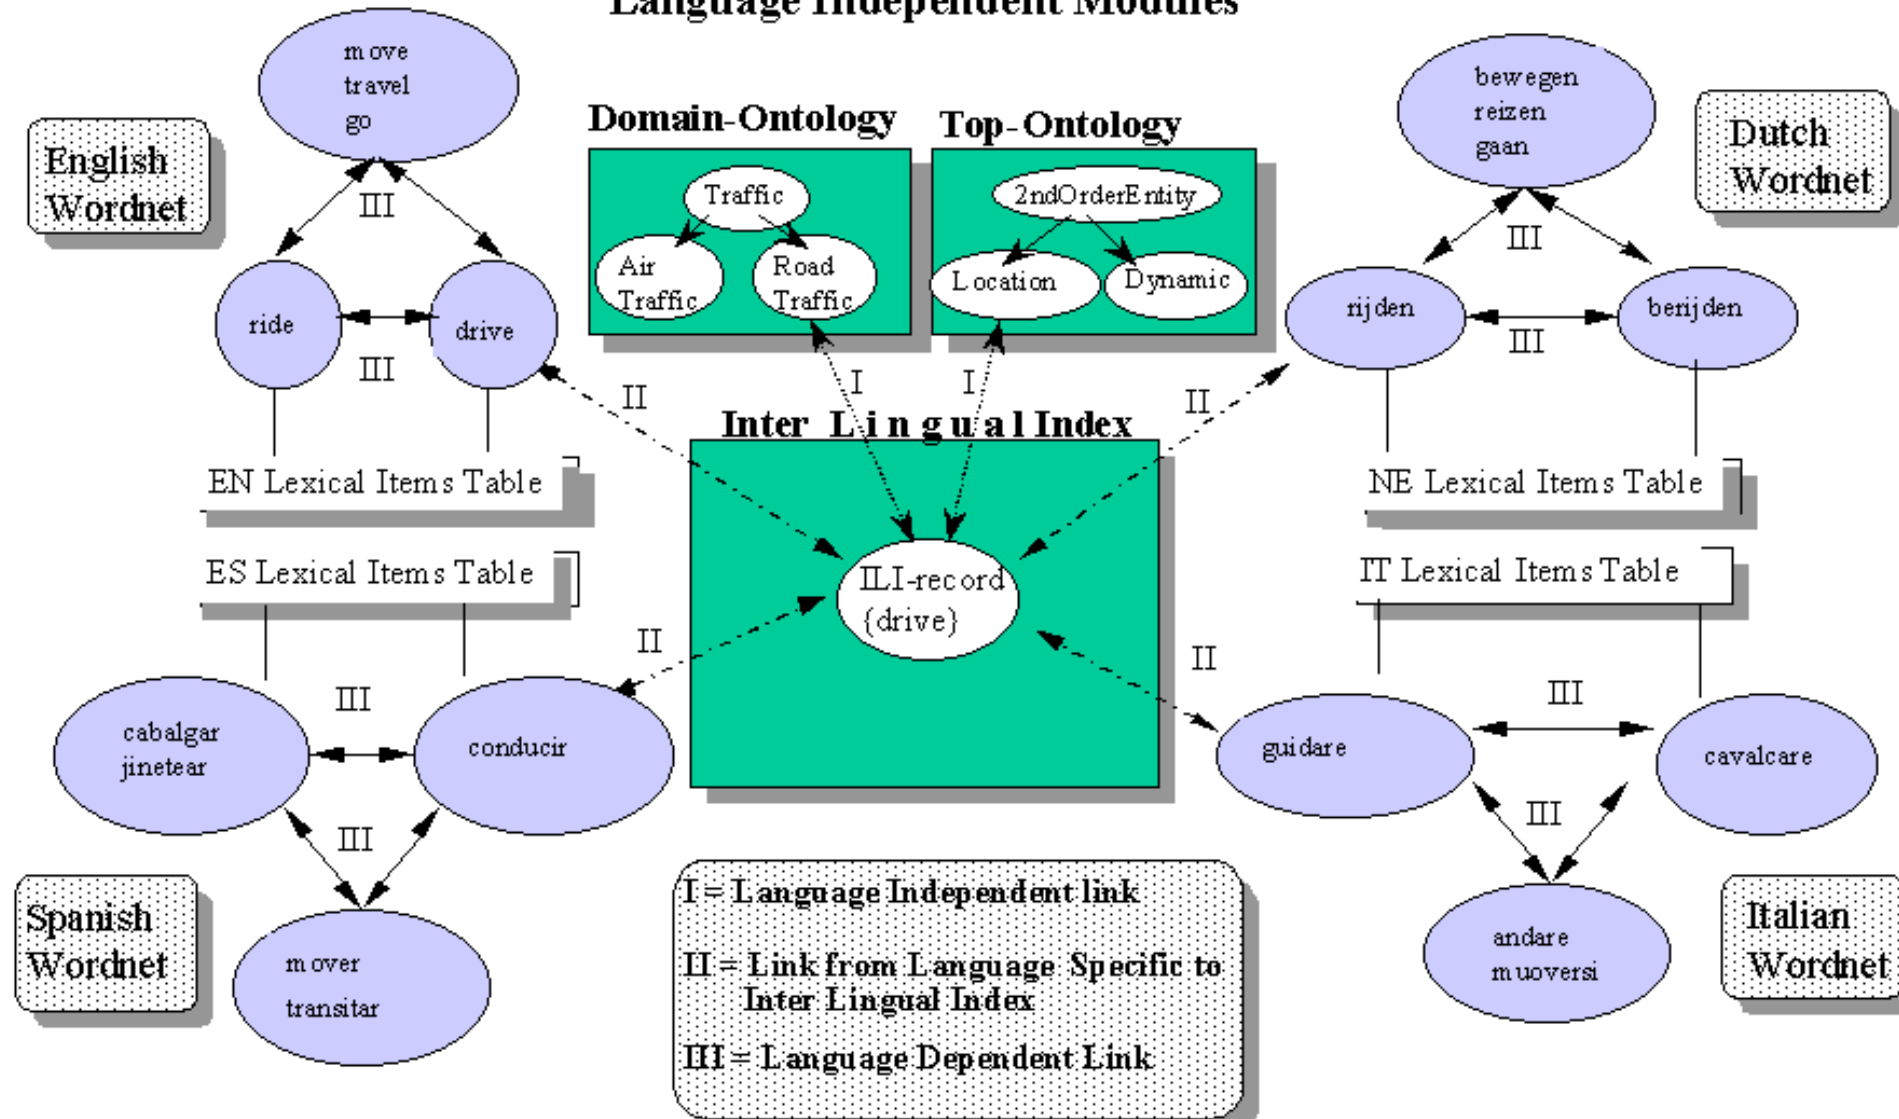 Language Independent Modules
move
travel
go
English
Wordnet
III
ride
drive
III
EN Lexical Items Table
Domain-Ontology
Traffic
Air
Traffic
Road
Traffic
Top-Ontology
2ndOrderEntity
Location
Dynamic
bewegen
reizen
gaan
Dutch
Wordnet
III
rijden
berijden
III
NE Lexical Items Table
I
I
II
II
Inter Lingual Index
ILI-record
{drive}
II
II
ES Lexical Items Table
III
cabalgar
jinetear
conducir
III
mover
transitar
Spanish
Wordnet
IT Lexical Items Table
III
guidare
cavalcare
III
andare
muoversi
Italian
Wordnet
I = Language Independent link
II = Link from Language Specific to
Inter Lingual Index
III = Language Dependent Link